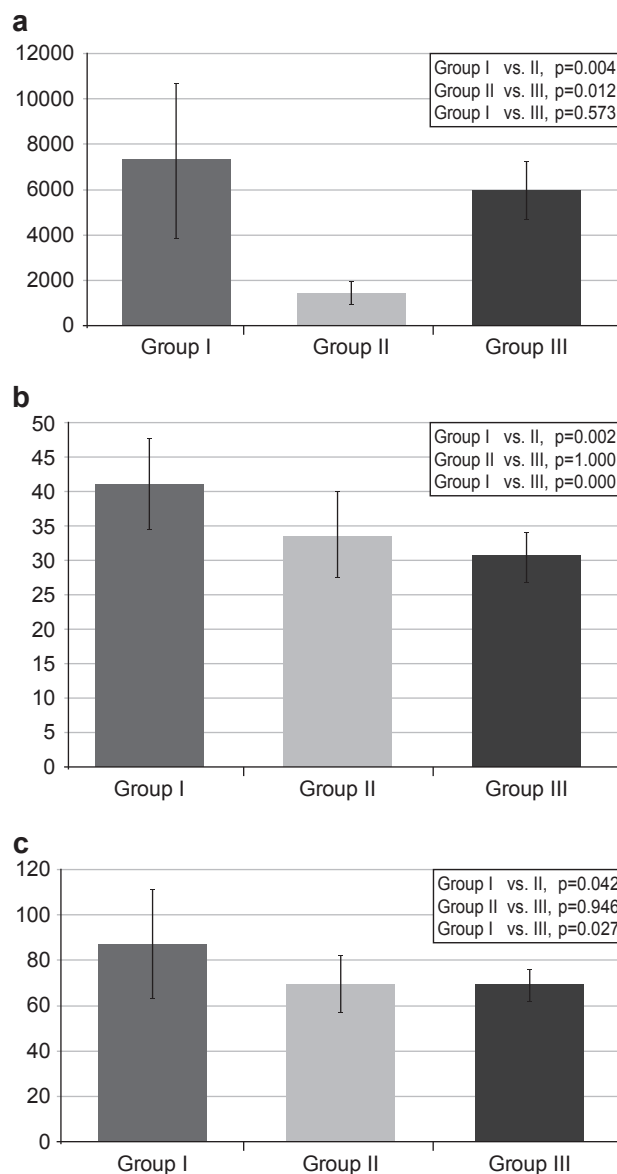 a
12000
10000
8000
6000
4000
2000
0
Group I vs. II, p=0.004
Group II vs. III, p=0.012
Group I vs. III, p=0.573
Group I Group II Group III
b
50
45
40
35
30
25
20
15
10
5
0
Group I vs. II, p=0.002
Group II vs. III, p=1.000
Group I vs. III, p=0.000
Group I Group II Group III
c
120
100
80
60
40
20
0
Group I vs. II, p=0.042
Group II vs. III, p=0.946
Group I vs. III, p=0.027
Group I Group II Group III